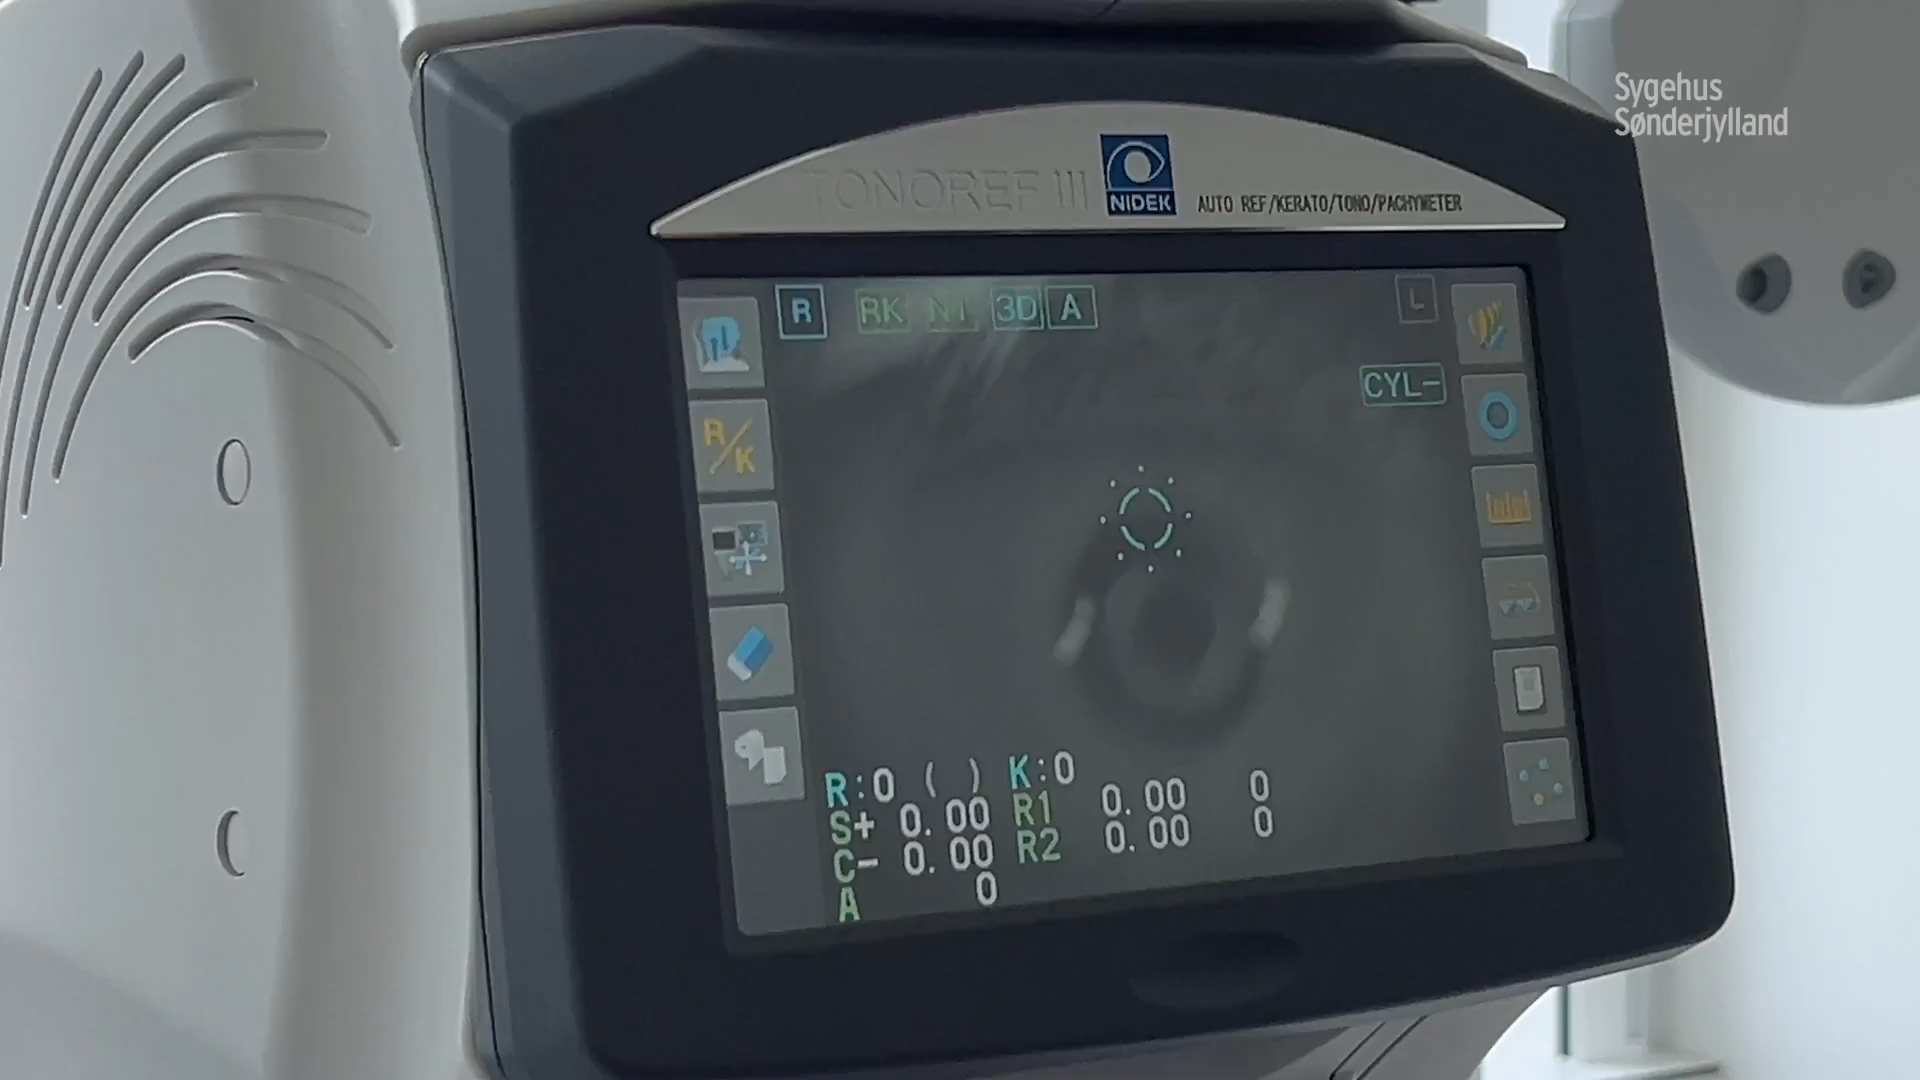 Sygehus
Sønderjylland
TONOREF III
NIDEK
AUTO REF/KERATO/TONO/PACHYMETER
R RK NT 3D A L
CYL-
R/K
R:0 ( ) K:0
S+ 0.00 R1 0.00 0
C- 0.00 R2 0.00 0
A 0